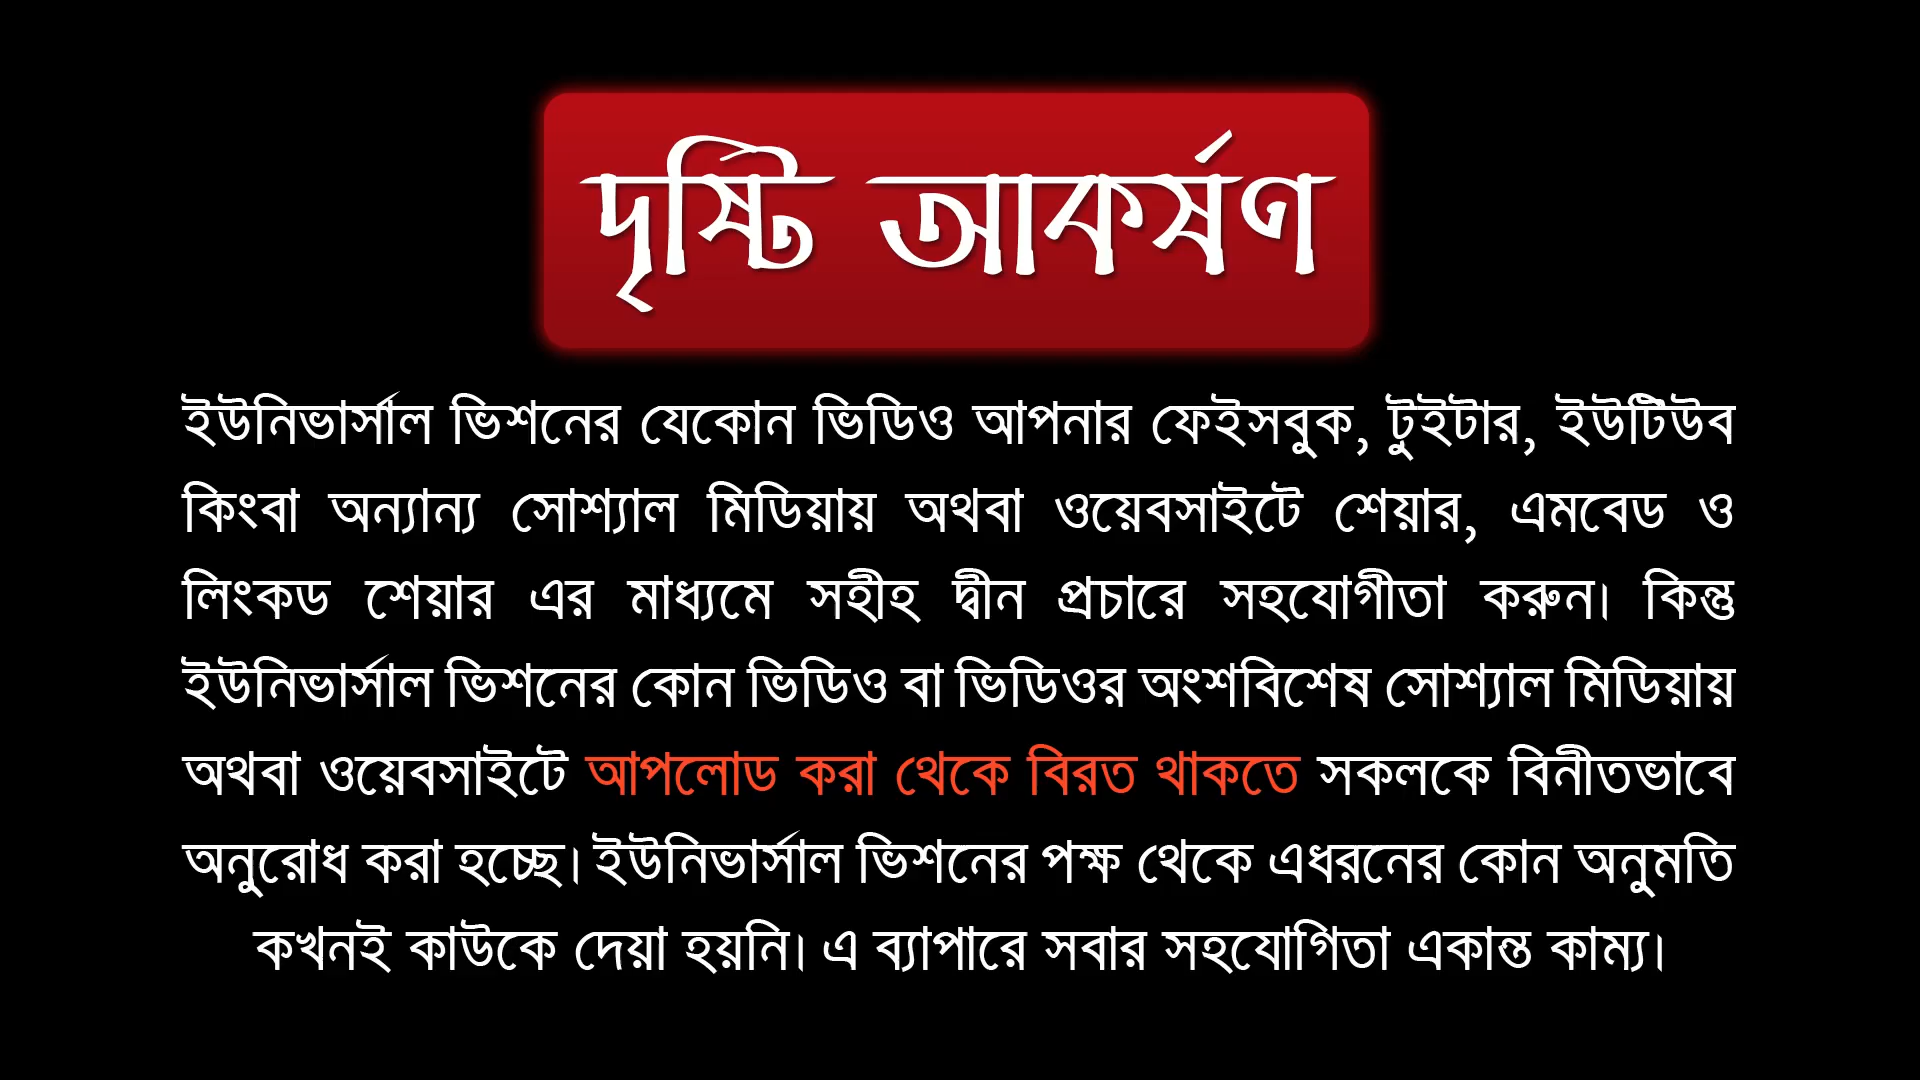 দৃষ্টি আকর্ষণ
ইউনিভার্সাল ভিশনের যেকোন ভিডিও আপনার ফেইসবুক, টুইটার, ইউটিউব
কিংবা অন্যান্য সোশ্যাল মিডিয়ায় অথবা ওয়েবসাইটে শেয়ার, এমবেড ও
লিংকড শেয়ার এর মাধ্যমে সহীহ দ্বীন প্রচারে সহযোগীতা করুন। কিন্তু
ইউনিভার্সাল ভিশনের কোন ভিডিও বা ভিডিওর অংশবিশেষ সোশ্যাল মিডিয়ায়
অথবা ওয়েবসাইটে আপলোড করা থেকে বিরত থাকতে সকলকে বিনীতভাবে
অনুরোধ করা হচ্ছে। ইউনিভার্সাল ভিশনের পক্ষ থেকে এধরনের কোন অনুমতি
কখনই কাউকে দেয়া হয়নি। এ ব্যাপারে সবার সহযোগিতা একান্ত কাম্য।